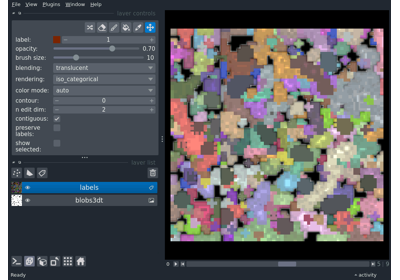 File View Plugins Window Help
layer controls
label: 1
opacity: 0.70
brush size: 10
blending: translucent
rendering: iso_categorical
color mode: auto
contour: 0
n edit dim: 2
contiguous:
preserve
labels:
show
selected:
layer list
labels
blobs3dt
Ready
activity